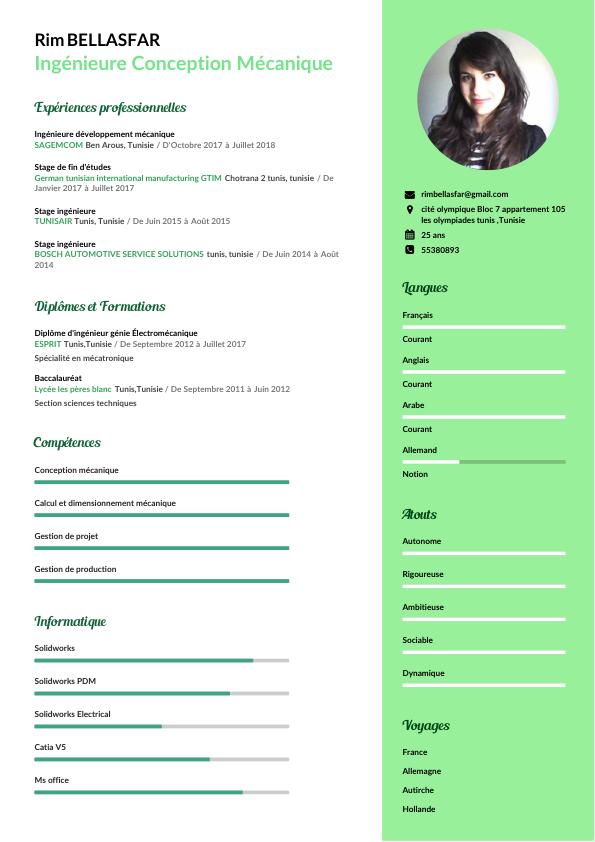 Rim BELLASFAR
Ingénieure Conception Mécanique
Expériences professionnelles
Ingénieure développement mécanique
SAGEMCOM Ben Arous, Tunisie / D'Octobre 2017 à Juillet 2018
Stage de fin d'études
German tunisian international manufacturing GTIM Chotrana 2 tunis, tunisie / De
Janvier 2017 à Juillet 2017
Stage ingénieure
TUNISAIR Tunis, Tunisie / De Juin 2015 à Août 2015
Stage ingénieure
BOSCH AUTOMOTIVE SERVICE SOLUTIONS tunis, tunisie / De Juin 2014 à Août
2014
Diplômes et Formations
Diplôme d'ingénieur génie Électromécanique
ESPRIT Tunis,Tunisie / De Septembre 2012 à Juillet 2017
Spécialité en mécatronique
Baccalauréat
Lycée les pères blanc Tunis,Tunisie / De Septembre 2011 à Juin 2012
Section sciences techniques
Compétences
Conception mécanique
Calcul et dimensionnement mécanique
Gestion de projet
Gestion de production
Informatique
Solidworks
Solidworks PDM
Solidworks Electrical
Catia V5
Ms office
rimbellasfar@gmail.com
cité olympique Bloc 7 appartement 105
les olympiades tunis ,Tunisie
25 ans
55380893
Langues
Français
Courant
Anglais
Courant
Arabe
Courant
Allemand
Notion
Atouts
Autonome
Rigoureuse
Ambitieuse
Sociable
Dynamique
Voyages
France
Allemagne
Autirche
Hollande